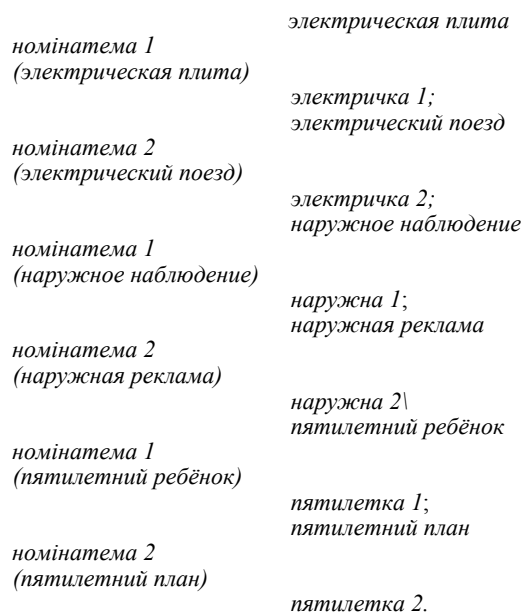 электрическая плита
номінатема 1
(электрическая плита)
электричка 1;
электрический поезд
номінатема 2
(электрический поезд)
электричка 2;
наружное наблюдение
номінатема 1
(наружное наблюдение)
наружна 1;
наружная реклама
номінатема 2
(наружная реклама)
наружна 2\
пятилетний ребёнок
номінатема 1
(пятилетний ребёнок)
пятилетка 1;
пятилетний план
номінатема 2
(пятилетний план)
пятилетка 2.